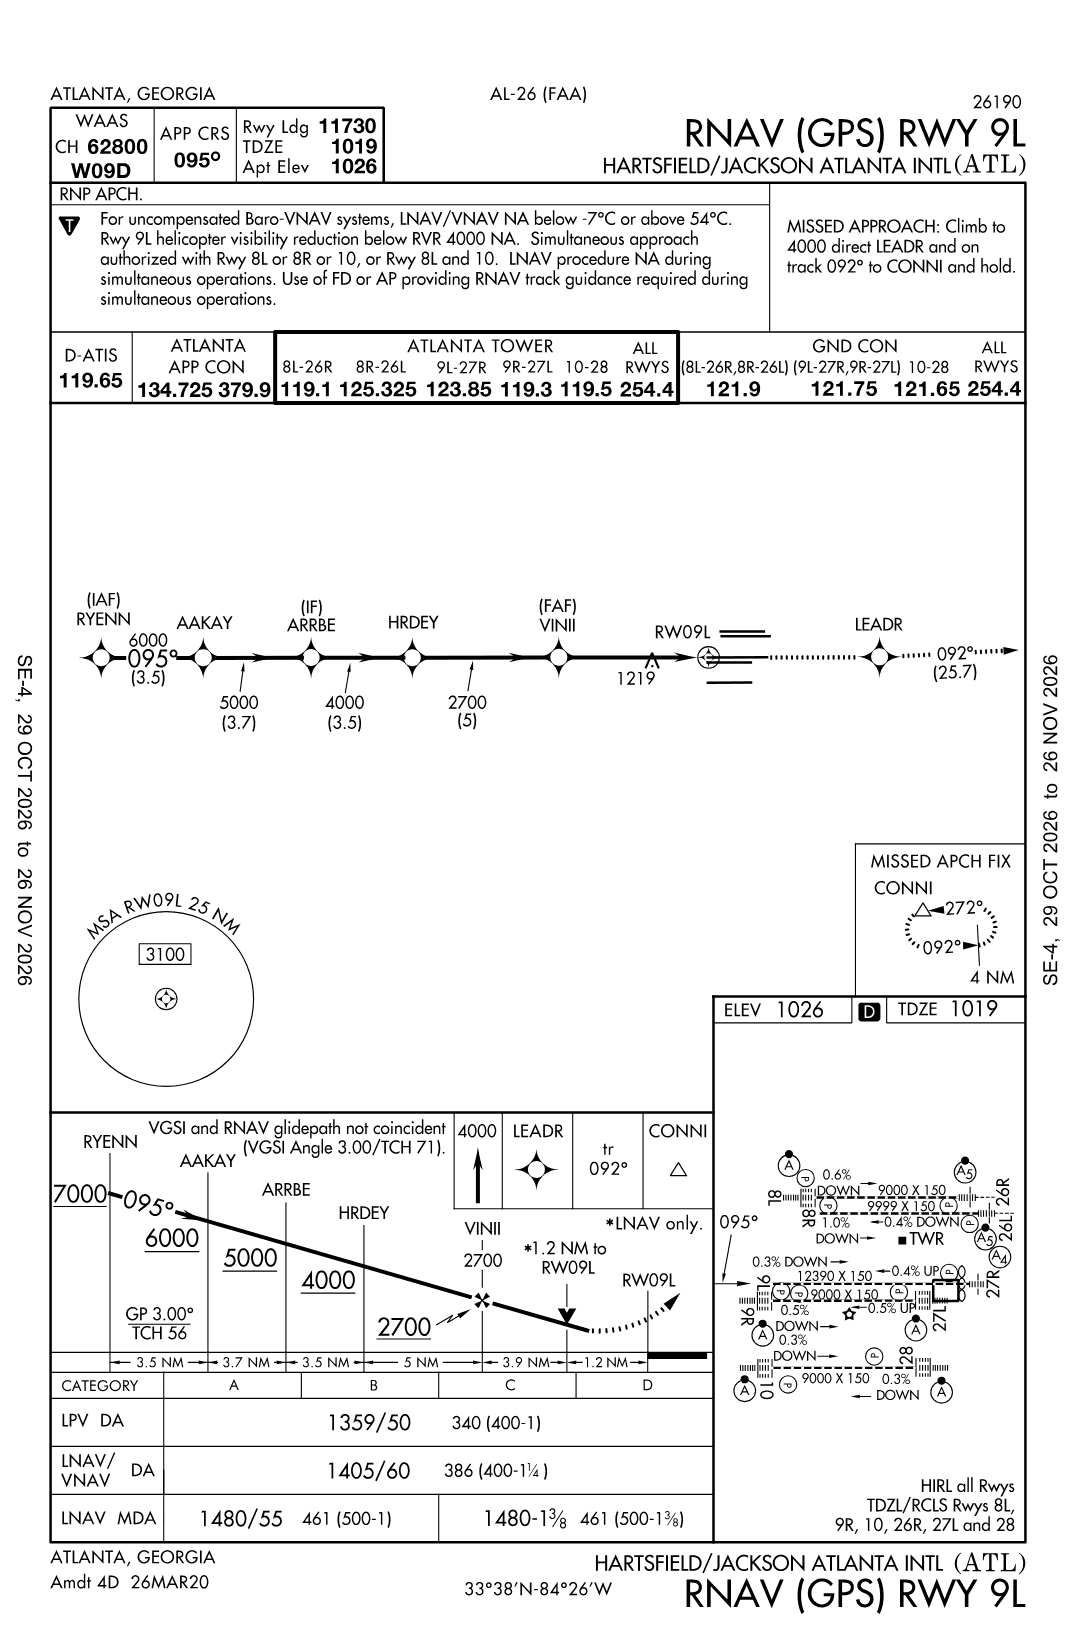 ATLANTA, GEORGIA
AL-26 (FAA)
26190
WAAS
CH 62800
W09D
APP CRS
095°
Rwy Ldg 11730
TDZE 1019
Apt Elev 1026
RNAV (GPS) RWY 9L
HARTSFIELD/JACKSON ATLANTA INTL (ATL)
RNP APCH.
T
For uncompensated Baro-VNAV systems, LNAV/VNAV NA below -7°C or above 54°C.
Rwy 9L helicopter visibility reduction below RVR 4000 NA. Simultaneous approach
authorized with Rwy 8L or 8R or 10, or Rwy 8L and 10. LNAV procedure NA during
simultaneous operations. Use of FD or AP providing RNAV track guidance required during
simultaneous operations.
MISSED APPROACH: Climb to
4000 direct LEADR and on
track 092° to CONNI and hold.
D-ATIS
119.65
ATLANTA
APP CON
134.725 379.9
ATLANTA TOWER
8L-26R 8R-26L 9L-27R 9R-27L 10-28 ALL RWYS
119.1 125.325 123.85 119.3 119.5 254.4
GND CON
(8L-26R,8R-26L) (9L-27R,9R-27L) 10-28 ALL RWYS
121.9 121.75 121.65 254.4
(IAF)
RYENN
6000
095°
(3.5)
AAKAY
5000
(3.7)
(IF)
ARRBE
4000
(3.5)
HRDEY
2700
(5)
(FAF)
VINII
1219
RW09L
LEADR
092°
(25.7)
SE-4, 29 OCT 2026 to 26 NOV 2026
SE-4, 29 OCT 2026 to 26 NOV 2026
MSA RW09L 25 NM
3100
MISSED APCH FIX
CONNI
272°
092°
4 NM
ELEV 1026
D
TDZE 1019
VGSI and RNAV glidepath not coincident
(VGSI Angle 3.00/TCH 71).
4000
LEADR
tr
092°
CONNI
RYENN
7000
095°
AAKAY
6000
ARRBE
5000
HRDEY
4000
VINII
2700
2700
*LNAV only.
*1.2 NM to
RW09L
RW09L
GP 3.00°
TCH 56
3.5 NM
3.7 NM
3.5 NM
5 NM
3.9 NM
1.2 NM
CATEGORY A B C D
LPV DA 1359/50 340 (400-1)
LNAV/
VNAV DA 1405/60 386 (400-1¼)
LNAV MDA 1480/55 461 (500-1) 1480-1⅜ 461 (500-1⅜)
A
P
0.6%
DOWN
9000 X 150
A5
8L
26R
P
9999 X 150
P
8R
1.0%
DOWN
0.4% DOWN
P
26L
A5
TWR
A4
095°
0.3% DOWN
12390 X 150
0.4% UP
P
9L
27R
P
P
9000 X 150
P
9R
0.5%
DOWN
0.5% UP
27L
A
A
0.3%
DOWN
P
28
10
P
9000 X 150
0.3%
DOWN
A
A
HIRL all Rwys
TDZL/RCLS Rwys 8L,
9R, 10, 26R, 27L and 28
ATLANTA, GEORGIA
Amdt 4D 26MAR20
33°38'N-84°26'W
HARTSFIELD/JACKSON ATLANTA INTL (ATL)
RNAV (GPS) RWY 9L